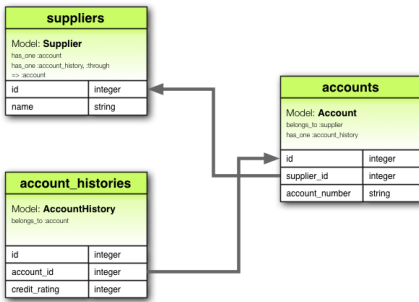 suppliers
Model: Supplier
has_one :account
has_one :account_history, :through
=> :account
id integer
name string
accounts
Model: Account
belongs_to :supplier
has_one :account_history
id integer
supplier_id integer
account_number string
account_histories
Model: AccountHistory
belongs_to :account
id integer
account_id integer
credit_rating integer